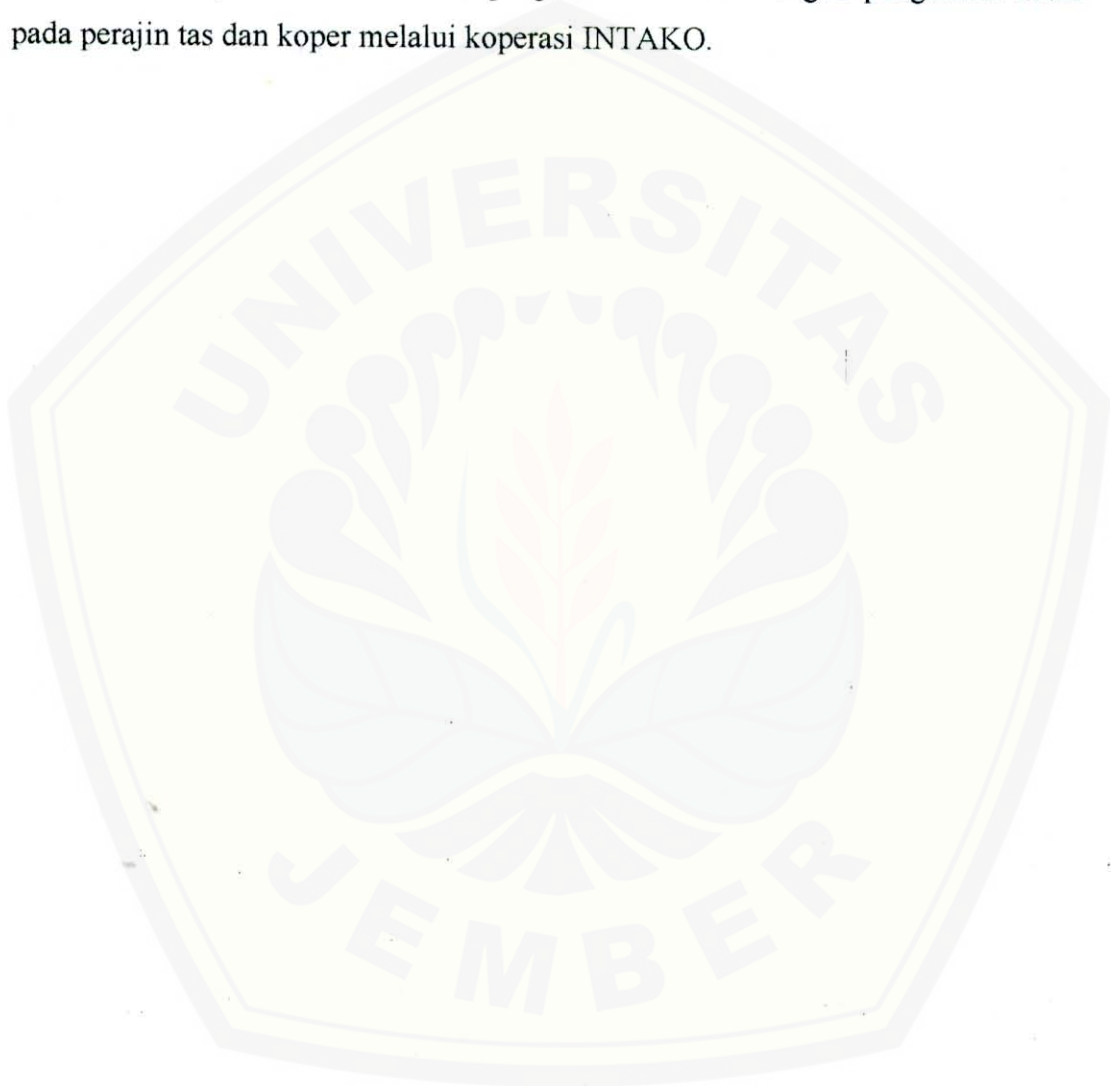 pada perajin tas dan koper melalui koperasi INTAKO.
UNIVERSITAS
JEMBER